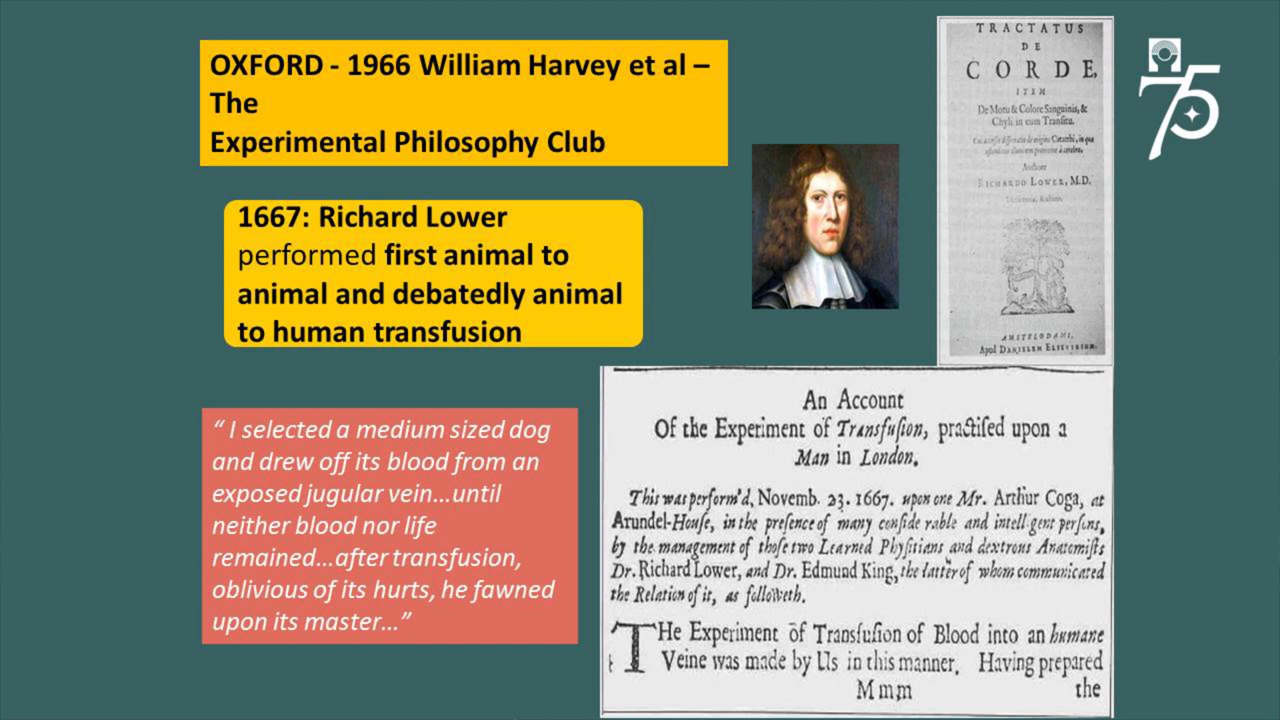 OXFORD - 1966 William Harvey et al –
The
Experimental Philosophy Club
1667: Richard Lower
performed first animal to
animal and debatedly animal
to human transfusion
“ I selected a medium sized dog
and drew off its blood from an
exposed jugular vein...until
neither blood nor life
remained...after transfusion,
oblivious of its hurts, he fawned
upon its master...”
TRACTATUS
DE
CORDE,
ITEM
De Motu & Colore Sanguinis, &
Chyli in eum Transitu.
Authore
RICHARDO LOWER, M.D.
AMSTELODAMI,
Apud DANIELEM ELZEVIRIUM.
75
An Account
Of the Experiment of Transfusion, practiſed upon a
Man in London.
This was perform'd, Novemb. 23. 1667. upon one Mr. Arthur Coga, at
Arundel-Houſe, in the preſence of many conſide rable and intell gent perſons,
by the management of thoſe two Learned Phyſitians and dextrous Anatomiſts
Dr. Richard Lower, and Dr. Edmund King, the latter of whom communicated
the Relation of it, as followeth.
THe Experiment of Transfuſion of Blood into an humane
Veine was made by Us in this manner. Having prepared
Mmm the